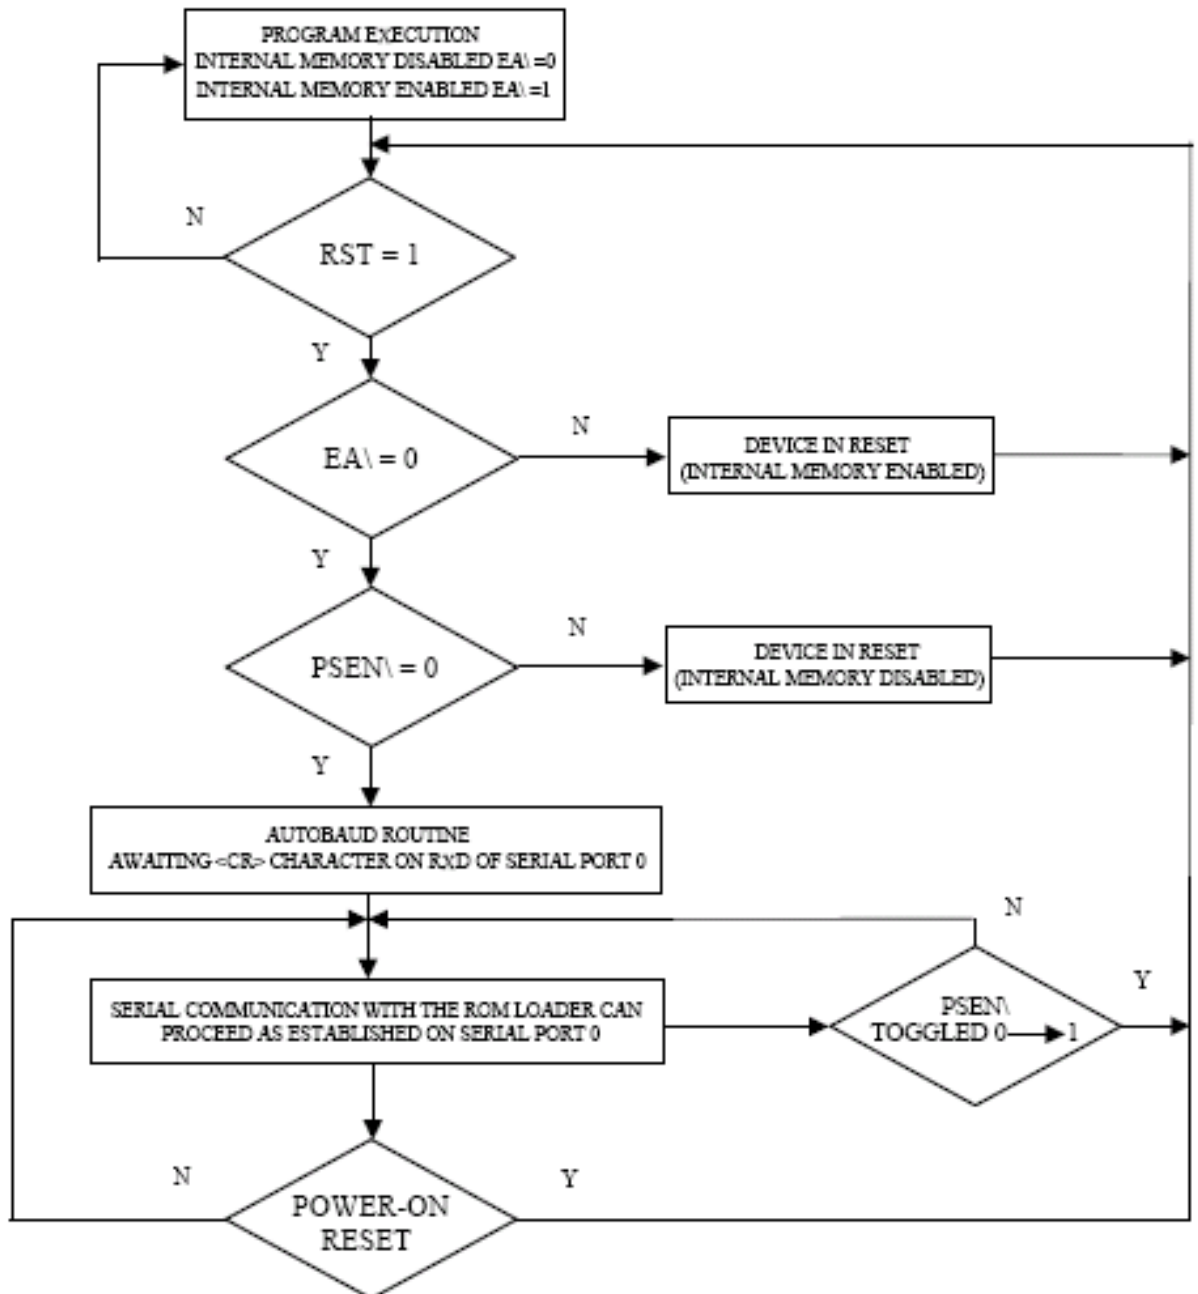 PROGRAM EXECUTION
INTERNAL MEMORY DISABLED EA\ =0
INTERNAL MEMORY ENABLED EA\ =1
N
RST = 1
Y
EA\ = 0
N
DEVICE IN RESET
(INTERNAL MEMORY ENABLED)
Y
PSEN\ = 0
N
DEVICE IN RESET
(INTERNAL MEMORY DISABLED)
Y
AUTOBAUD ROUTINE
AWAITING <CR> CHARACTER ON RXD OF SERIAL PORT 0
N
SERIAL COMMUNICATION WITH THE ROM LOADER CAN
PROCEED AS ESTABLISHED ON SERIAL PORT 0
PSEN\
TOGGLED 0 1
Y
N
POWER-ON
RESET
Y